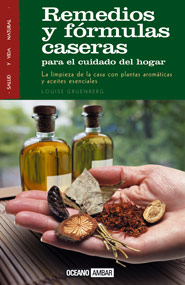 Remedios
y fórmulas
caseras
para el cuidado del hogar
La limpieza de la casa con plantas aromáticas
y aceites esenciales
LOUISE GRUENBERG
SALUD Y VIDA NATURAL
OCEANO AMBAR